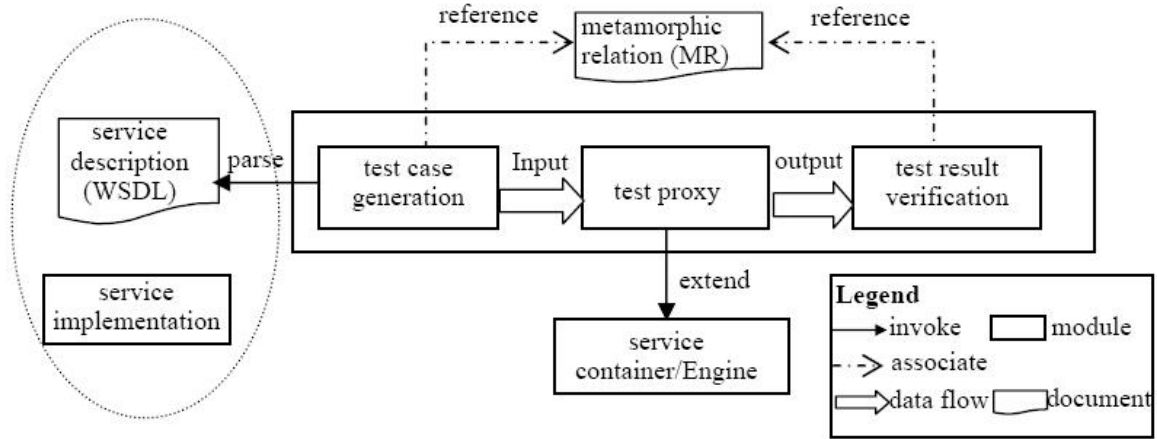 reference
metamorphic
relation (MR)
reference
service
description
(WSDL)
parse
test case
generation
Input
test proxy
output
test result
verification
extend
service
implementation
service
container/Engine
Legend
invoke
module
associate
data flow
document